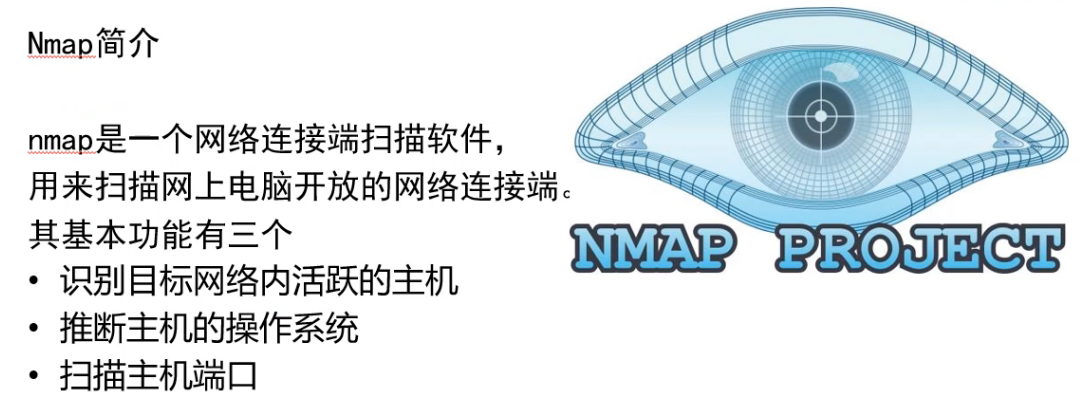 Nmap简介
nmap是一个网络连接端扫描软件，
用来扫描网上电脑开放的网络连接端。
其基本功能有三个
• 识别目标网络内活跃的主机
• 推断主机的操作系统
• 扫描主机端口
NMAP PROJECT